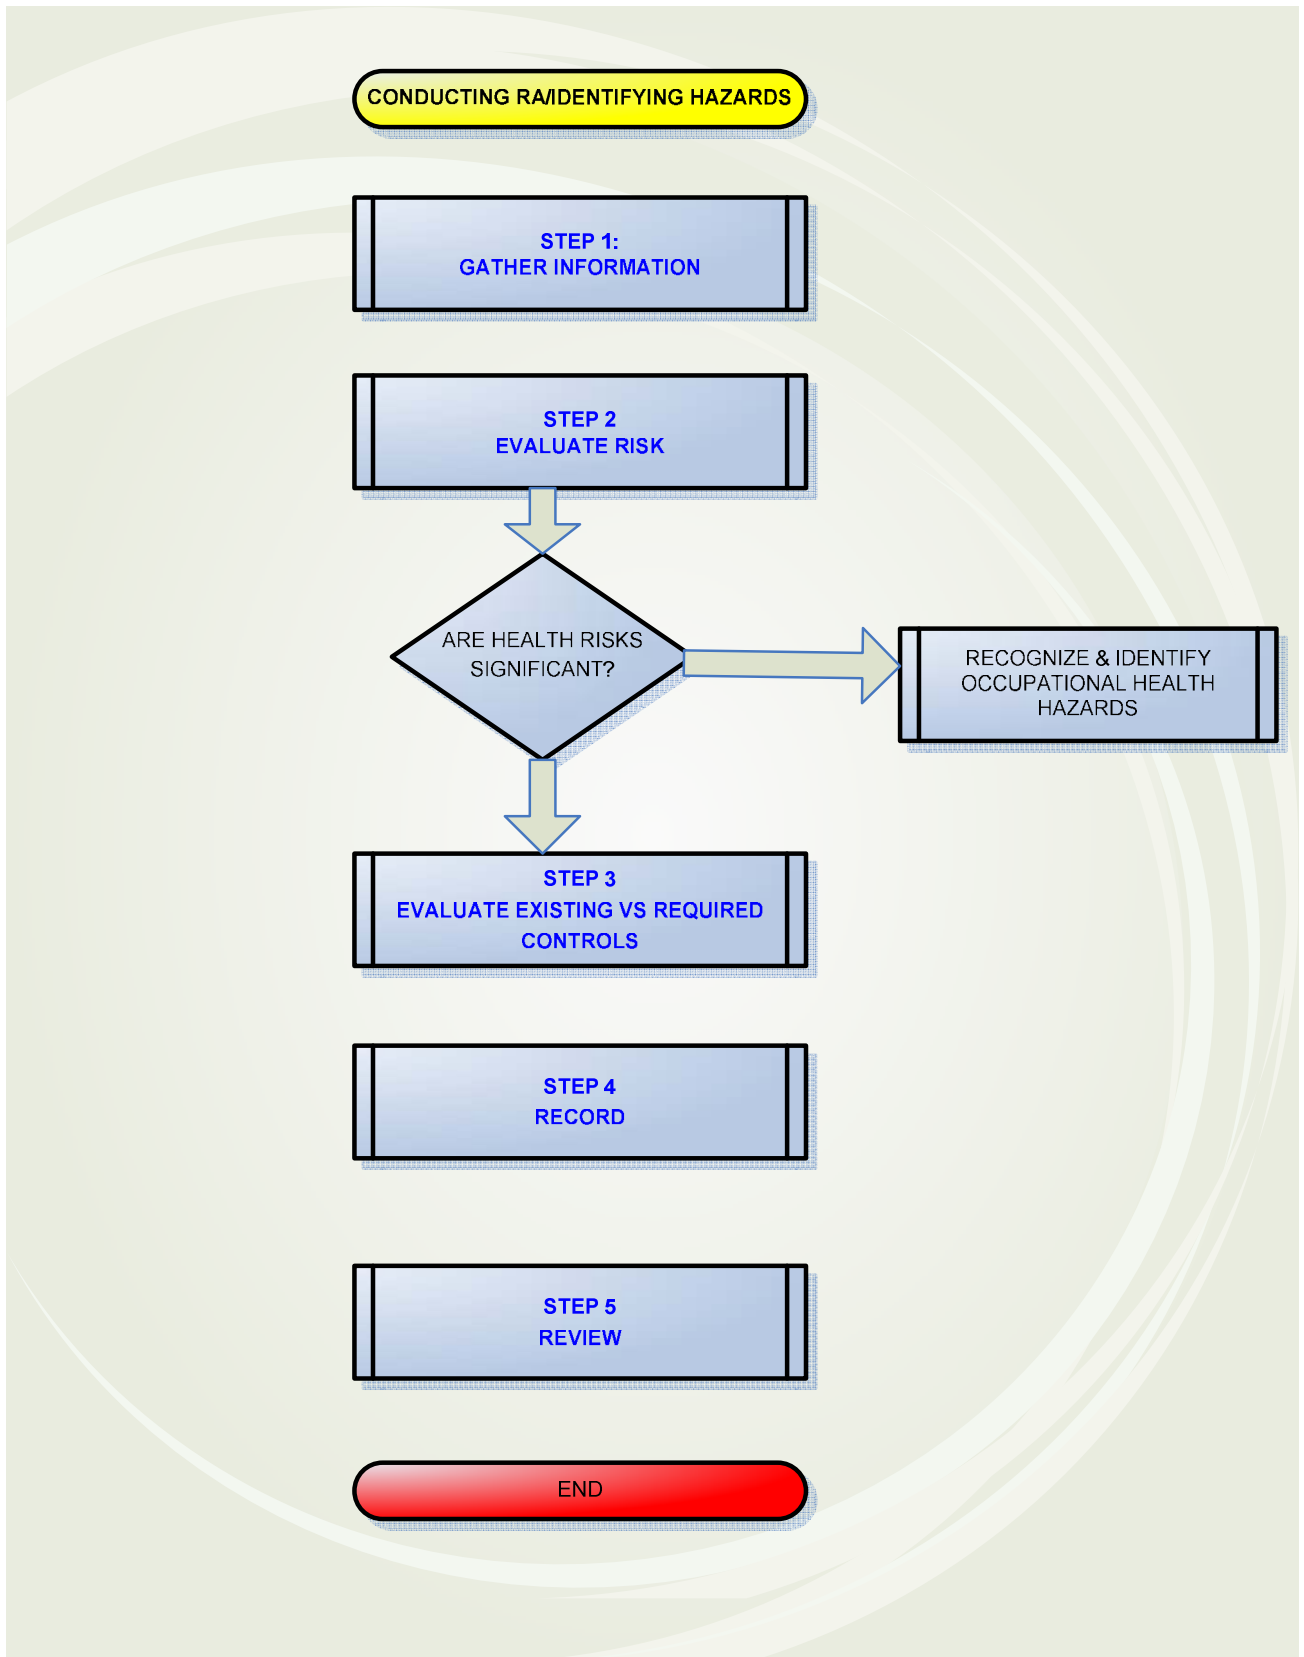 CONDUCTING RA/IDENTIFYING HAZARDS
STEP 1:
GATHER INFORMATION
STEP 2
EVALUATE RISK
ARE HEALTH RISKS
SIGNIFICANT?
RECOGNIZE & IDENTIFY
OCCUPATIONAL HEALTH
HAZARDS
STEP 3
EVALUATE EXISTING VS REQUIRED
CONTROLS
STEP 4
RECORD
STEP 5
REVIEW
END